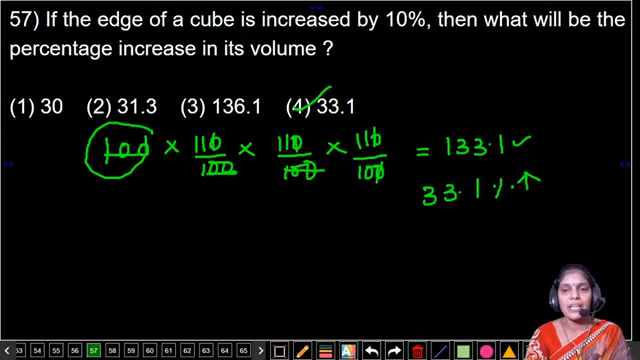 57) If the edge of a cube is increased by 10%, then what will be the
percentage increase in its volume ?
(1) 30 (2) 31.3 (3) 136.1 (4) 33.1
100 × 110/100 × 110/100 × 110/100 = 133.1 ✓
33.1 % ↑
53 54 55 56 57 58 59 60 61 62 63 64 65